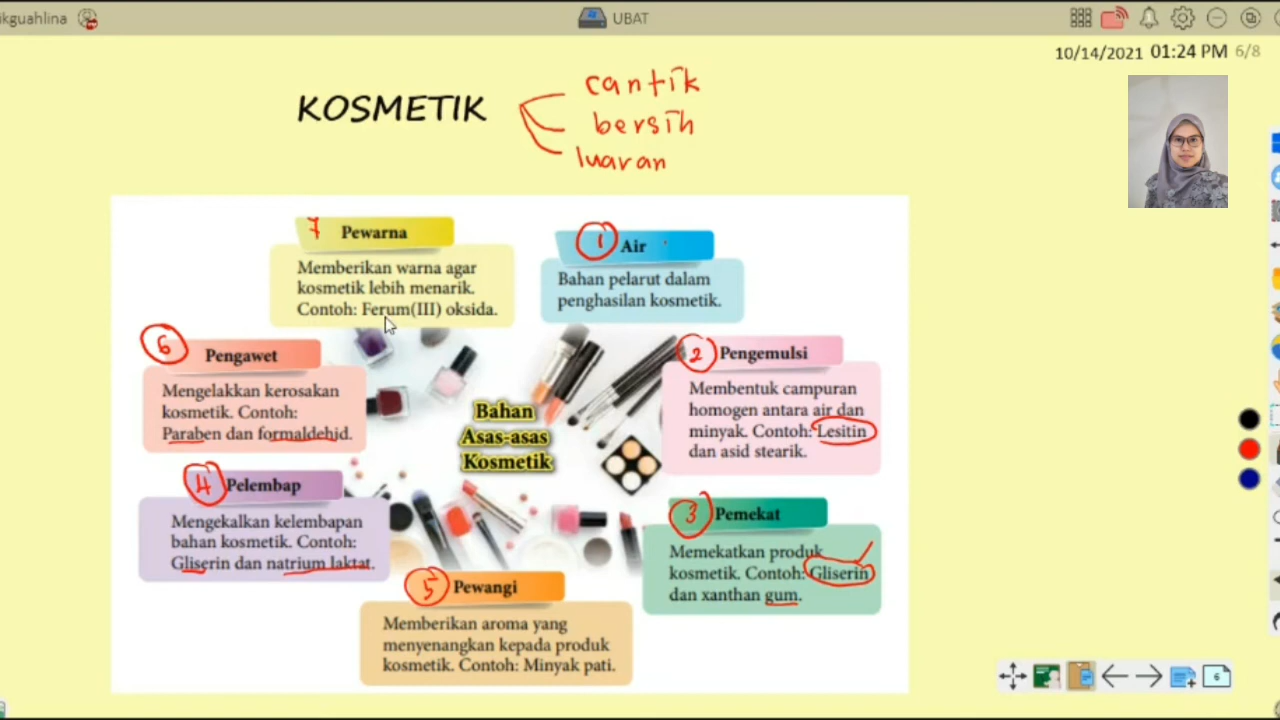 ikguahlina
UBAT
10/14/2021 01:24 PM 6/8
KOSMETIK
cantik
bersih
luaran
7 Pewarna
Memberikan warna agar
kosmetik lebih menarik.
Contoh: Ferum(III) oksida.
1 Air
Bahan pelarut dalam
penghasilan kosmetik.
6 Pengawet
Mengelakkan kerosakan
kosmetik. Contoh:
Paraben dan formaldehid.
2 Pengemulsi
Membentuk campuran
homogen antara air dan
minyak. Contoh: Lesitin
dan asid stearik.
Bahan
Asas-asas
Kosmetik
4 Pelembap
Mengekalkan kelembapan
bahan kosmetik. Contoh:
Gliserin dan natrium laktat.
3 Pemekat
Memekatkan produk
kosmetik. Contoh: Gliserin
dan xanthan gum.
5 Pewangi
Memberikan aroma yang
menyenangkan kepada produk
kosmetik. Contoh: Minyak pati.
6